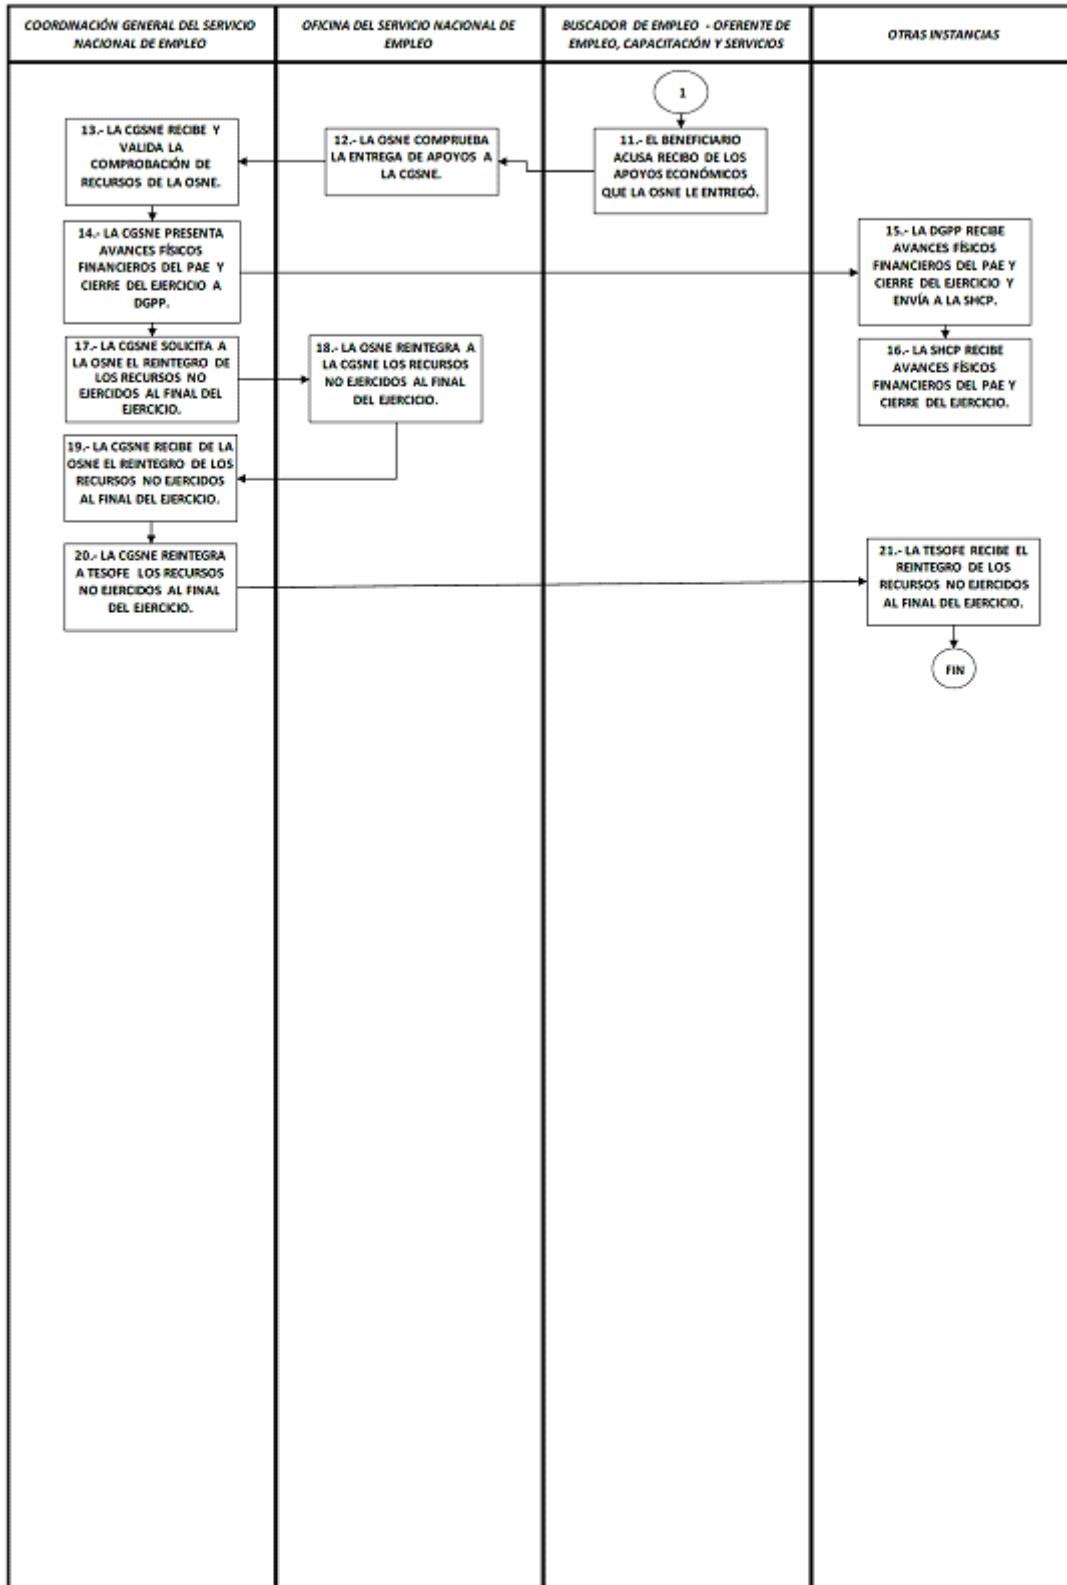 COORDINACIÓN GENERAL DEL SERVICIO
NACIONAL DE EMPLEO
OFICINA DEL SERVICIO NACIONAL DE
EMPLEO
BUSCADOR DE EMPLEO - OFERENTE DE
EMPLEO, CAPACITACIÓN Y SERVICIOS
OTRAS INSTANCIAS
1
13.- LA CGSNE RECIBE Y
VALIDA LA
COMPROBACIÓN DE
RECURSOS DE LA OSNE.
12.- LA OSNE COMPRUEBA
LA ENTREGA DE APOYOS A
LA CGSNE.
11.- EL BENEFICIARIO
ACUSA RECIBO DE LOS
APOYOS ECONÓMICOS
QUE LA OSNE LE ENTREGÓ.
14.- LA CGSNE PRESENTA
AVANCES FÍSICOS
FINANCIEROS DEL PAE Y
CIERRE DEL EJERCICIO A
DGPP.
15.- LA DGPP RECIBE
AVANCES FÍSICOS
FINANCIEROS DEL PAE Y
CIERRE DEL EJERCICIO Y
ENVÍA A LA SHCP.
17.- LA CGSNE SOLICITA A
LA OSNE EL REINTEGRO DE
LOS RECURSOS NO
EJERCIDOS AL FINAL DEL
EJERCICIO.
18.- LA OSNE REINTEGRA A
LA CGSNE LOS RECURSOS
NO EJERCIDOS AL FINAL
DEL EJERCICIO.
16.- LA SHCP RECIBE
AVANCES FÍSICOS
FINANCIEROS DEL PAE Y
CIERRE DEL EJERCICIO.
19.- LA CGSNE RECIBE DE LA
OSNE EL REINTEGRO DE LOS
RECURSOS NO EJERCIDOS
AL FINAL DEL EJERCICIO.
20.- LA CGSNE REINTEGRA
A TESOFE LOS RECURSOS
NO EJERCIDOS AL FINAL
DEL EJERCICIO.
21.- LA TESOFE RECIBE EL
REINTEGRO DE LOS
RECURSOS NO EJERCIDOS
AL FINAL DEL EJERCICIO.
FIN